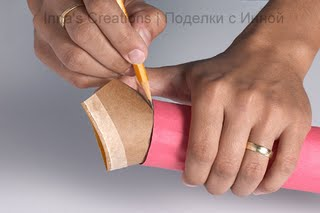 Inna's Creations | Поделки с Инной